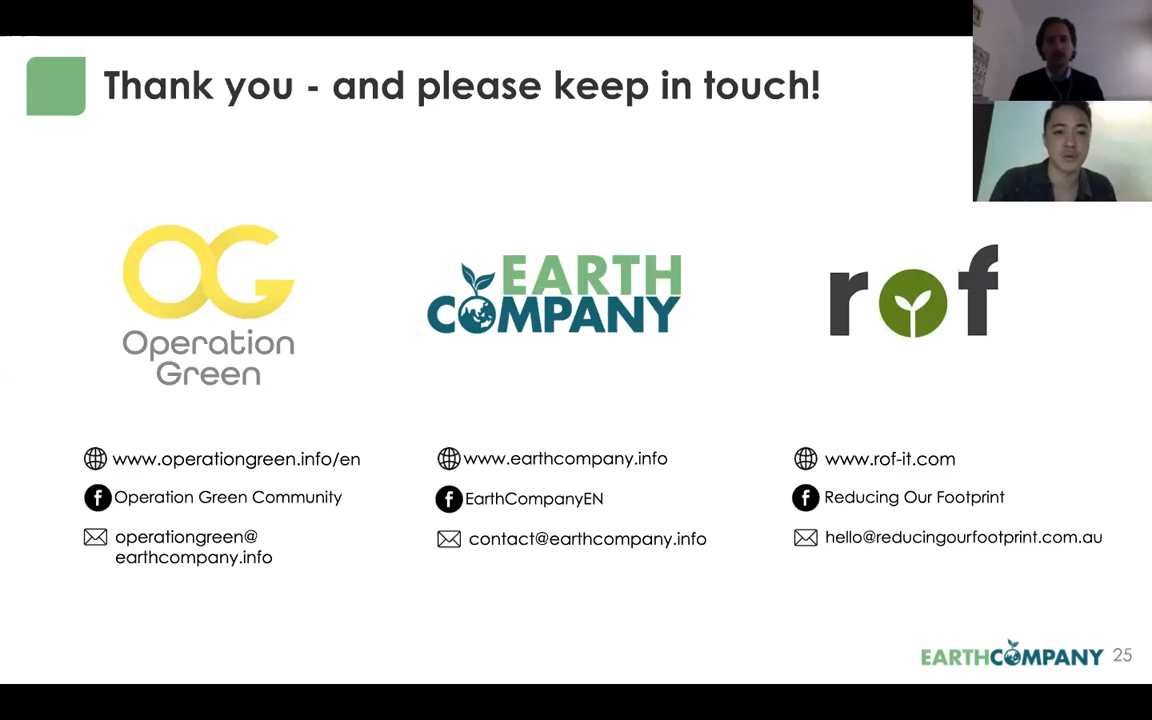 Thank you - and please keep in touch!
OG
Operation
Green
EARTH
COMPANY
rof
www.operationgreen.info/en
Operation Green Community
operationgreen@
earthcompany.info
www.earthcompany.info
EarthCompanyEN
contact@earthcompany.info
www.rof-it.com
Reducing Our Footprint
hello@reducingourfootprint.com.au
EARTHCOMPANY 25